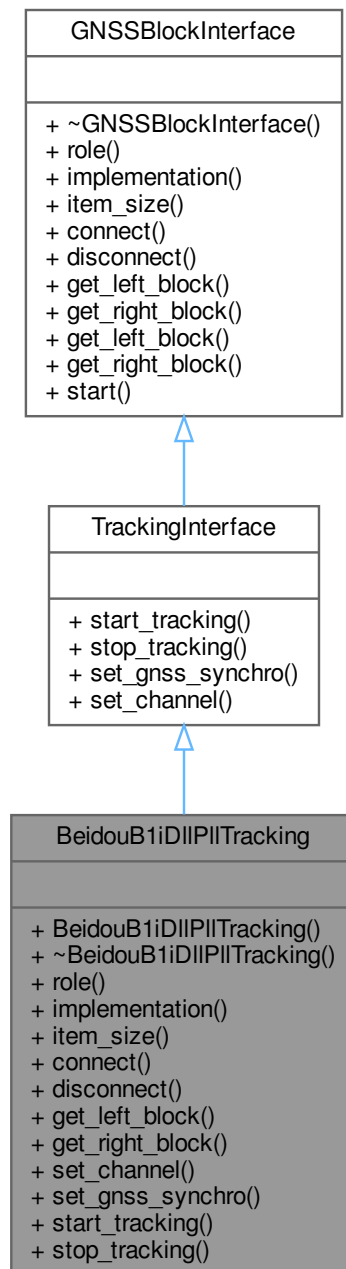 GNSSBlockInterface
+ ~GNSSBlockInterface()
+ role()
+ implementation()
+ item_size()
+ connect()
+ disconnect()
+ get_left_block()
+ get_right_block()
+ get_left_block()
+ get_right_block()
+ start()
TrackingInterface
+ start_tracking()
+ stop_tracking()
+ set_gnss_synchro()
+ set_channel()
BeidouB1iDllPllTracking
+ BeidouB1iDllPllTracking()
+ ~BeidouB1iDllPllTracking()
+ role()
+ implementation()
+ item_size()
+ connect()
+ disconnect()
+ get_left_block()
+ get_right_block()
+ set_channel()
+ set_gnss_synchro()
+ start_tracking()
+ stop_tracking()